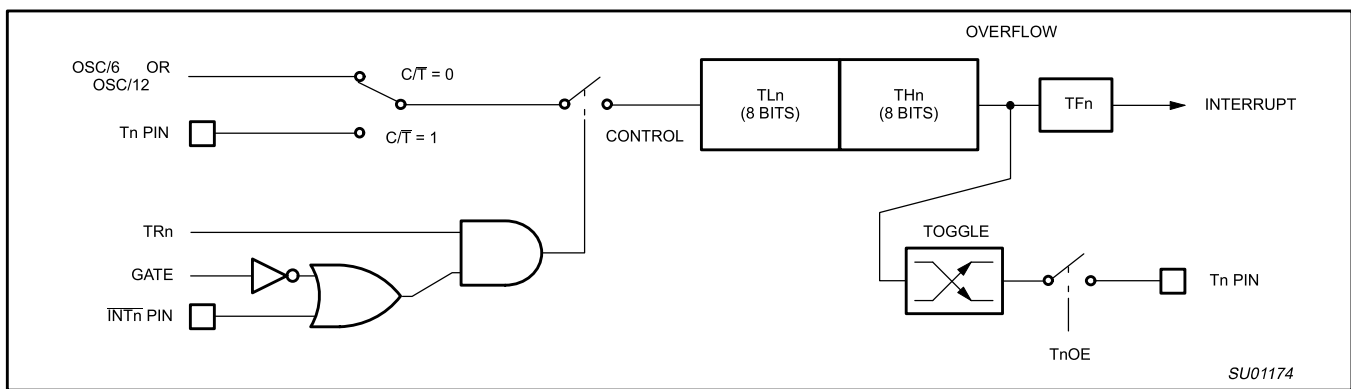 OVERFLOW
OSC/6 OR
OSC/12
C/T̅ = 0
TLn
(8 BITS)
THn
(8 BITS)
TFn
INTERRUPT
Tn PIN
C/T̅ = 1
CONTROL
TRn
TOGGLE
GATE
Tn PIN
I̅N̅T̅n̅ PIN
TnOE
SU01174